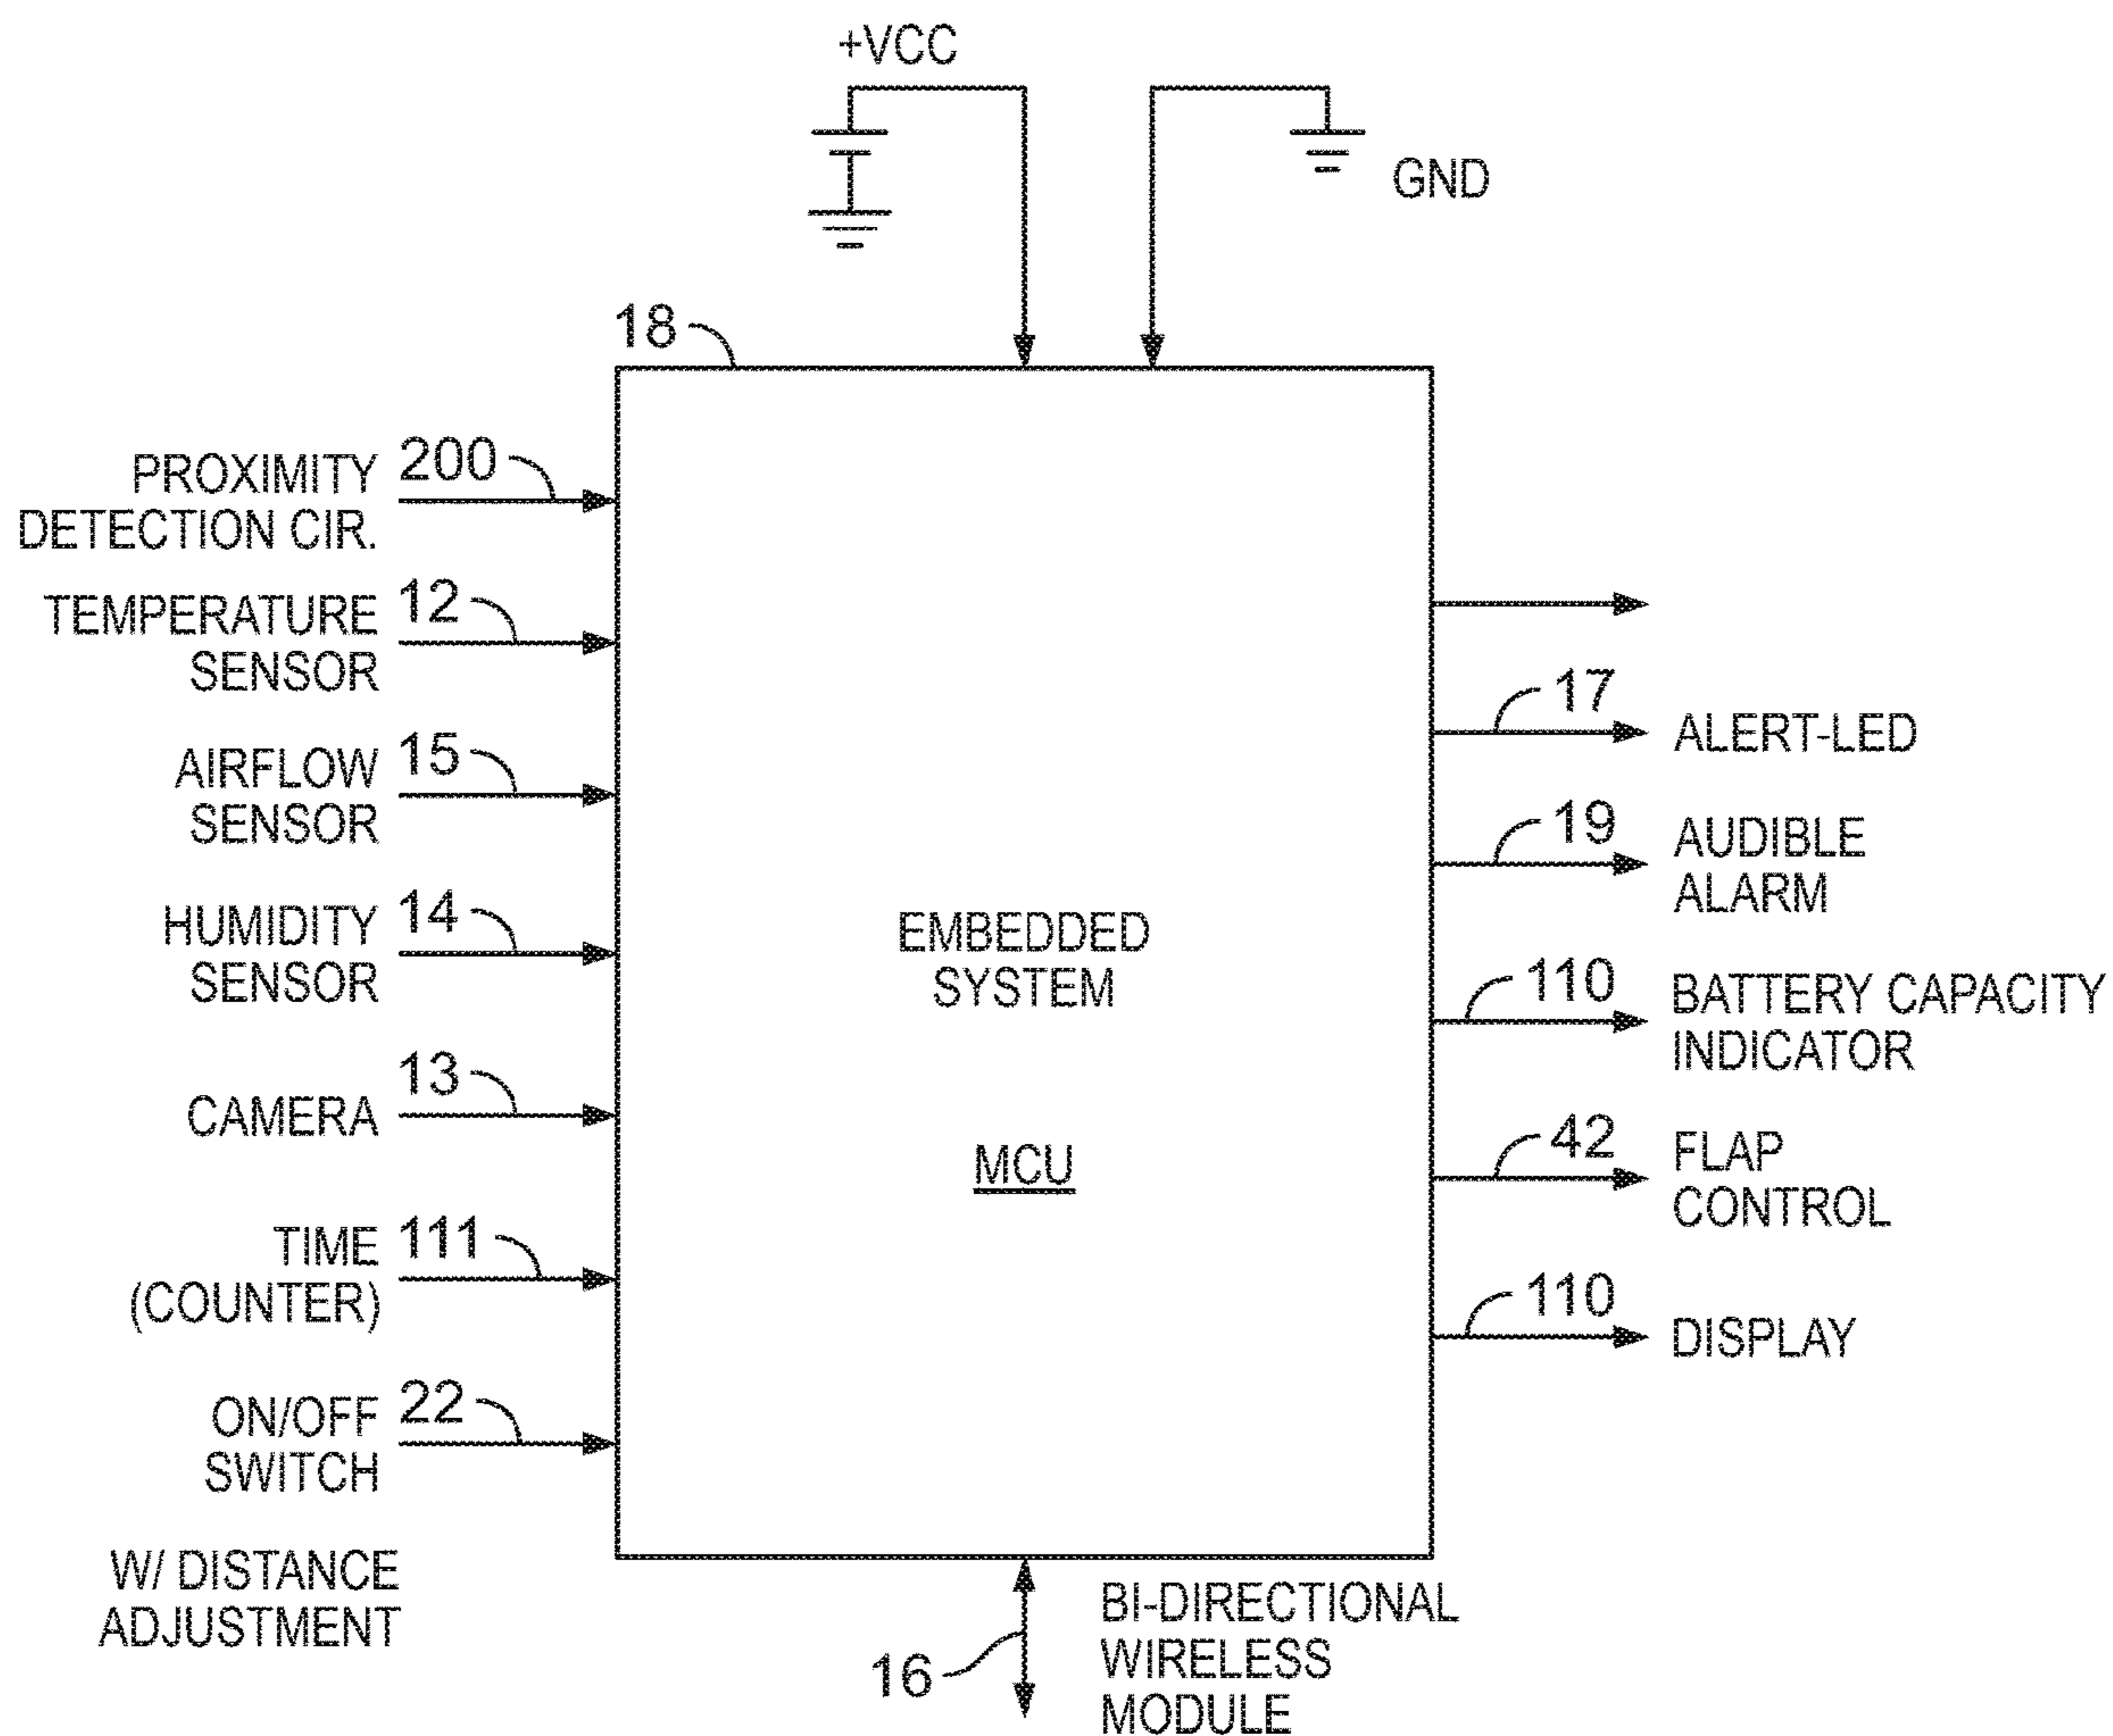 +VCC
GND
18
PROXIMITY
DETECTION CIR.
200
TEMPERATURE
SENSOR
12
AIRFLOW
SENSOR
15
HUMIDITY
SENSOR
14
CAMERA
13
TIME
(COUNTER)
111
ON/OFF
SWITCH
22
W/ DISTANCE
ADJUSTMENT
EMBEDDED
SYSTEM
MCU
17
ALERT-LED
19
AUDIBLE
ALARM
110
BATTERY CAPACITY
INDICATOR
42
FLAP
CONTROL
110
DISPLAY
16
BI-DIRECTIONAL
WIRELESS
MODULE